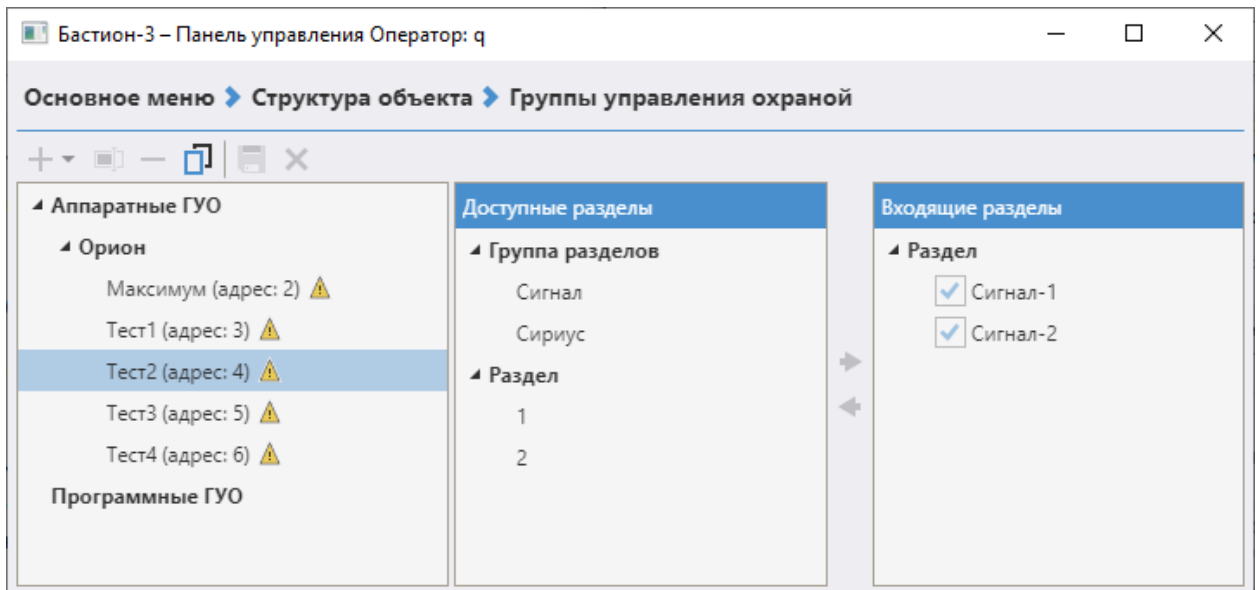 Бастион-3 – Панель управления Оператор: q
Основное меню Структура объекта Группы управления охраной
Аппаратные ГУО
Орион
Максимум (адрес: 2)
Тест1 (адрес: 3)
Тест2 (адрес: 4)
Тест3 (адрес: 5)
Тест4 (адрес: 6)
Программные ГУО
Доступные разделы
Группа разделов
Сигнал
Сириус
Раздел
1
2
Входящие разделы
Раздел
Сигнал-1
Сигнал-2